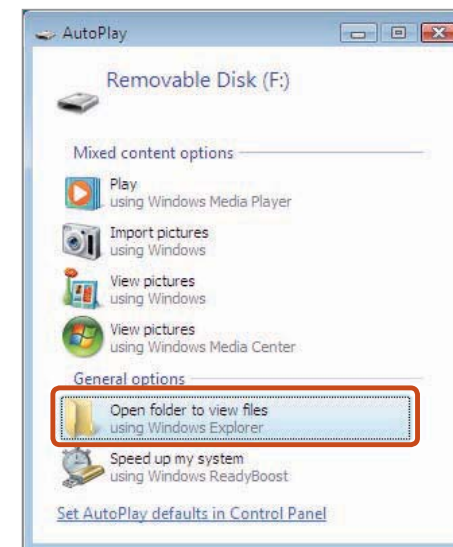 AutoPlay
Removable Disk (F:)
Mixed content options
Play
using Windows Media Player
Import pictures
using Windows
View pictures
using Windows
View pictures
using Windows Media Center
General options
Open folder to view files
using Windows Explorer
Speed up my system
using Windows ReadyBoost
Set AutoPlay defaults in Control Panel